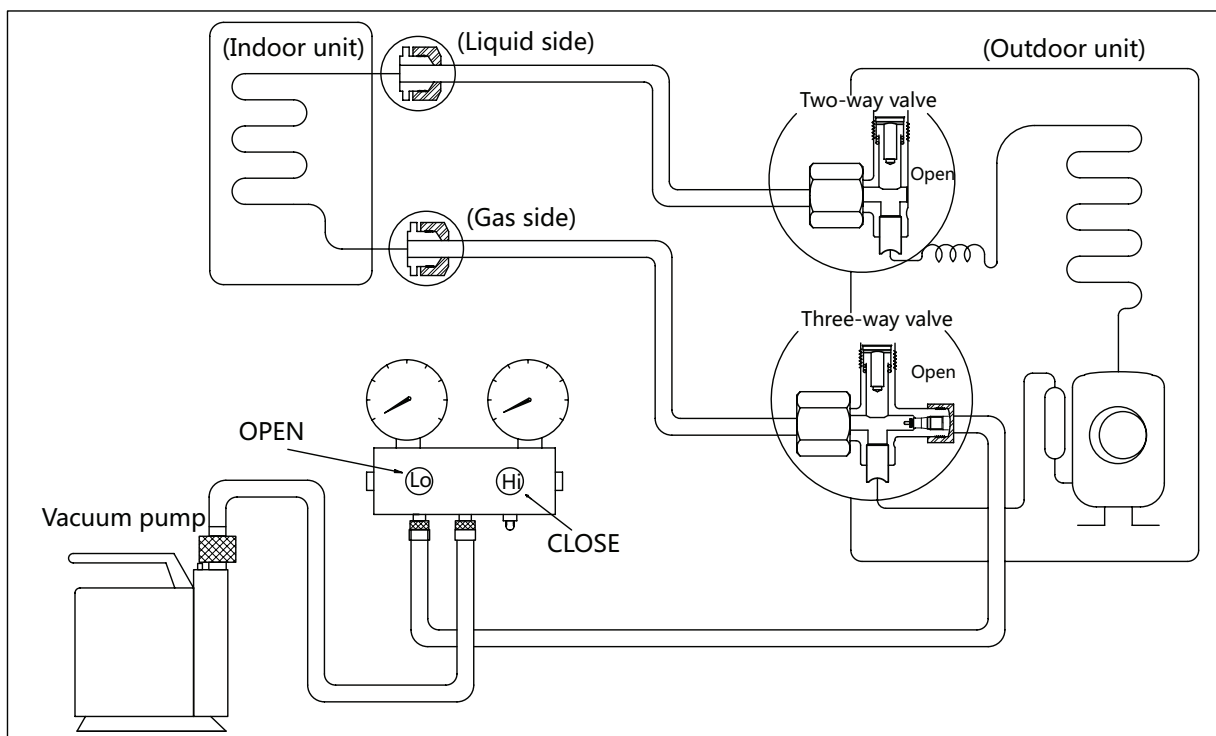 (Indoor unit)
(Liquid side)
(Outdoor unit)
Two-way valve
Open
(Gas side)
Three-way valve
Open
OPEN
Lo
Hi
CLOSE
Vacuum pump